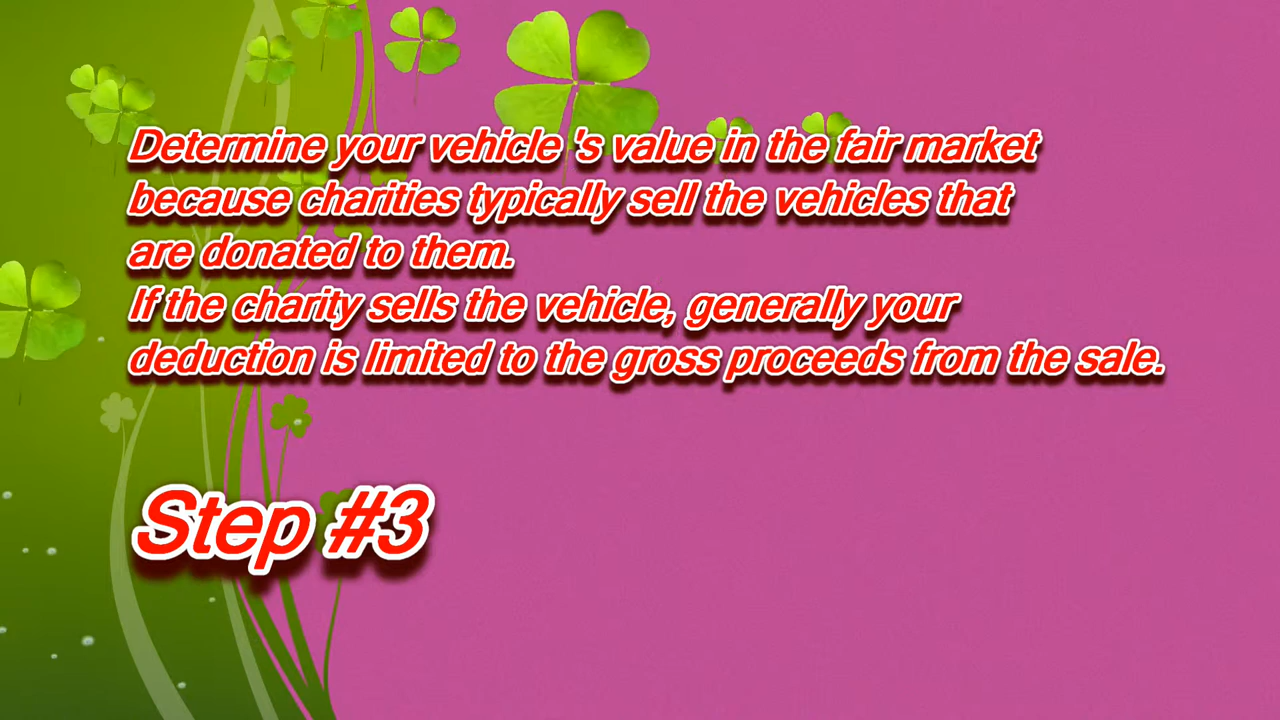 Determine your vehicle 's value in the fair market
because charities typically sell the vehicles that
are donated to them.
If the charity sells the vehicle, generally your
deduction is limited to the gross proceeds from the sale.
Step #3